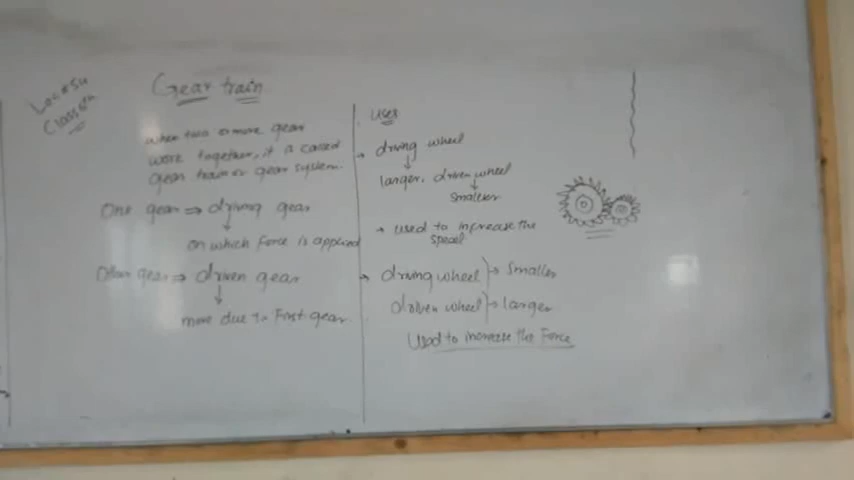 Class 6th
Gear train
when two or more gear
work together, it is called
gear train or gear system.
One gear ⇒ driving gear
↓
on which force is applied
Other gear ⇒ driven gear
↓
move due to First gear.
uses
→ driving wheel
↓
larger, driven wheel
↓
smaller
→ used to increase the
speed
→ driving wheel → smaller
driven wheel → larger
Used to increase the Force